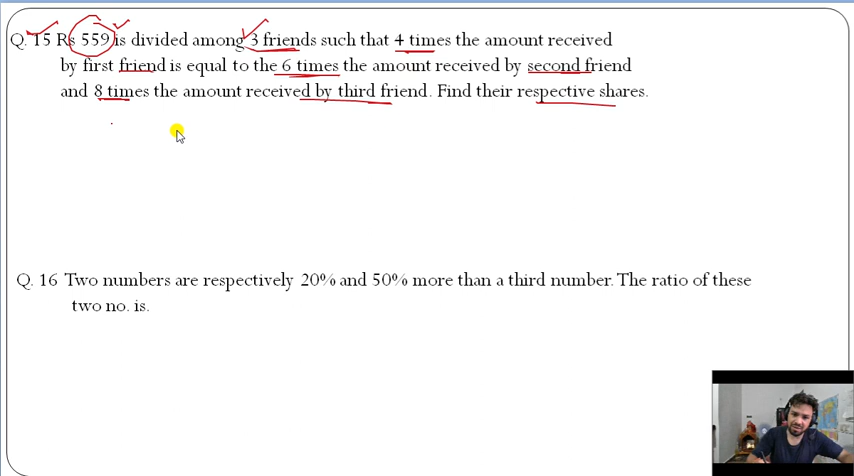 Q. 15 Rs 559 is divided among 3 friends such that 4 times the amount received
by first friend is equal to the 6 times the amount received by second friend
and 8 times the amount received by third friend. Find their respective shares.
Q. 16 Two numbers are respectively 20% and 50% more than a third number. The ratio of these
two no. is.